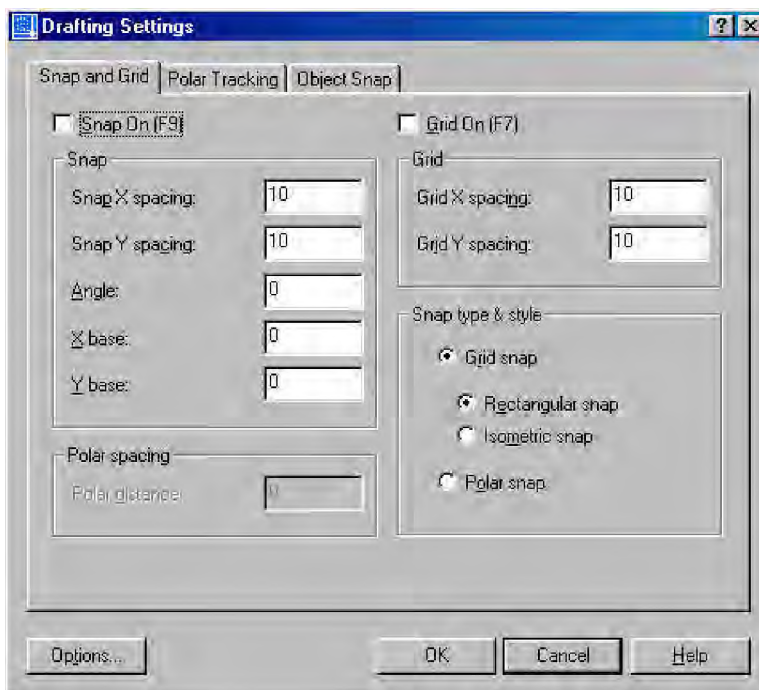 Drafting Settings
Snap and Grid
Polar Tracking
Object Snap
Snap On (F9)
Grid On (F7)
Snap
Snap X spacing: 10
Snap Y spacing: 10
Angle: 0
X base: 0
Y base: 0
Polar spacing
Polar distance: 0
Grid
Grid X spacing: 10
Grid Y spacing: 10
Snap type & style
Grid snap
Rectangular snap
Isometric snap
Polar snap
Options...
OK
Cancel
Help